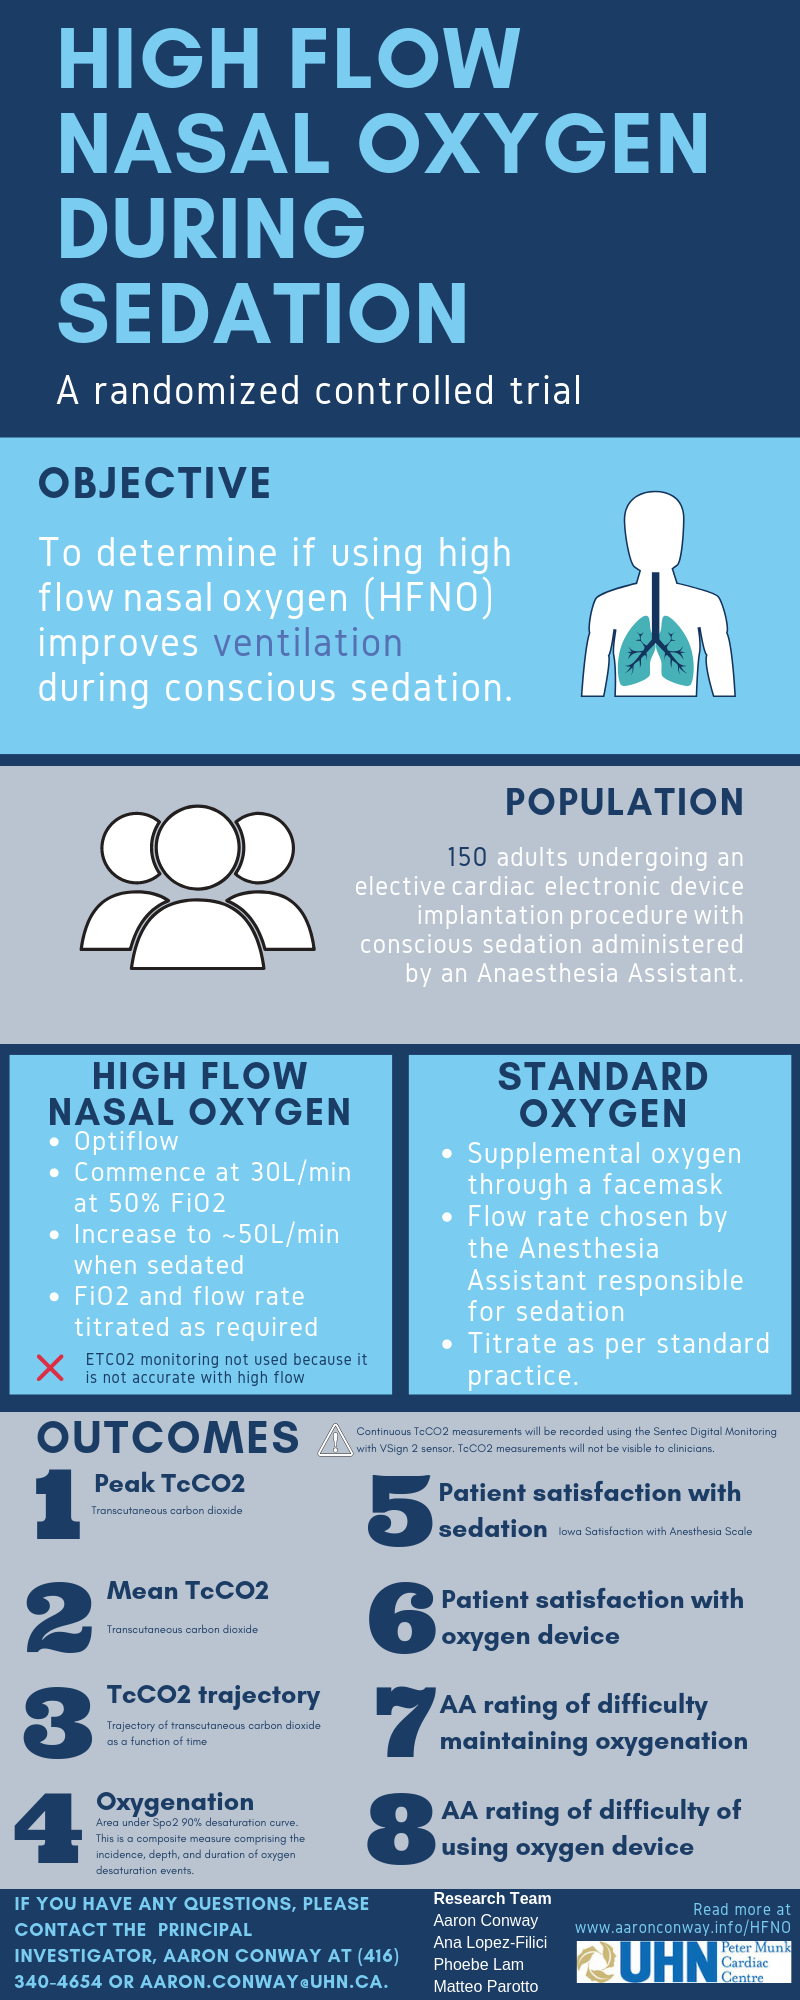 HIGH FLOW
NASAL OXYGEN
DURING
SEDATION
A randomized controlled trial
OBJECTIVE
To determine if using high
flow nasal oxygen (HFNO)
improves ventilation
during conscious sedation.
POPULATION
150 adults undergoing an
elective cardiac electronic device
implantation procedure with
conscious sedation administered
by an Anaesthesia Assistant.
HIGH FLOW
NASAL OXYGEN
• Optiflow
• Commence at 30L/min
at 50% FiO2
• Increase to ~50L/min
when sedated
• FiO2 and flow rate
titrated as required
ETCO2 monitoring not used because it
is not accurate with high flow
STANDARD
OXYGEN
• Supplemental oxygen
through a facemask
• Flow rate chosen by
the Anesthesia
Assistant responsible
for sedation
• Titrate as per standard
practice.
OUTCOMES
Continuous TcCO2 measurements will be recorded using the Sentec Digital Monitoring
with VSign 2 sensor. TcCO2 measurements will not be visible to clinicians.
1 Peak TcCO2
Transcutaneous carbon dioxide
2 Mean TcCO2
Transcutaneous carbon dioxide
3 TcCO2 trajectory
Trajectory of transcutaneous carbon dioxide
as a function of time
4 Oxygenation
Area under Spo2 90% desaturation curve.
This is a composite measure comprising the
incidence, depth, and duration of oxygen
desaturation events.
5 Patient satisfaction with
sedation Iowa Satisfaction with Anesthesia Scale
6 Patient satisfaction with
oxygen device
7 AA rating of difficulty
maintaining oxygenation
8 AA rating of difficulty of
using oxygen device
IF YOU HAVE ANY QUESTIONS, PLEASE
CONTACT THE PRINCIPAL
INVESTIGATOR, AARON CONWAY AT (416)
340-4654 OR AARON.CONWAY@UHN.CA.
Research Team
Aaron Conway
Ana Lopez-Filici
Phoebe Lam
Matteo Parotto
Read more at
www.aaronconway.info/HFNO
UHN
Peter Munk
Cardiac
Centre